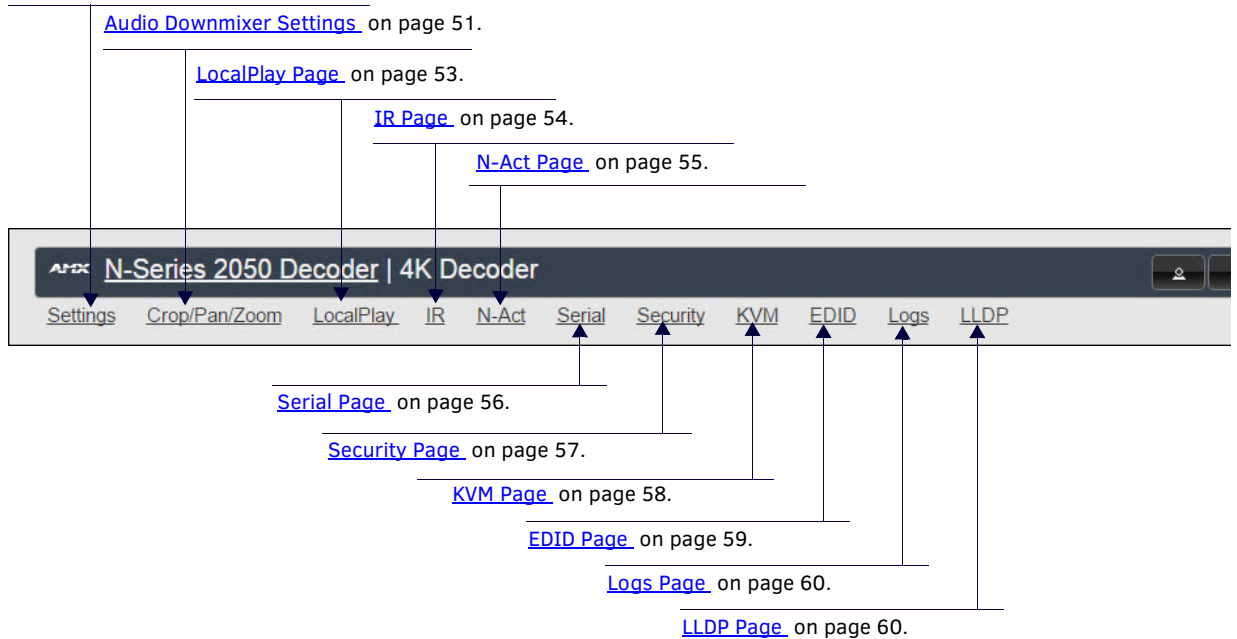 Audio Downmixer Settings on page 51.
LocalPlay Page on page 53.
IR Page on page 54.
N-Act Page on page 55.
AMX N-Series 2050 Decoder | 4K Decoder
Settings Crop/Pan/Zoom LocalPlay IR N-Act Serial Security KVM EDID Logs LLDP
Serial Page on page 56.
Security Page on page 57.
KVM Page on page 58.
EDID Page on page 59.
Logs Page on page 60.
LLDP Page on page 60.